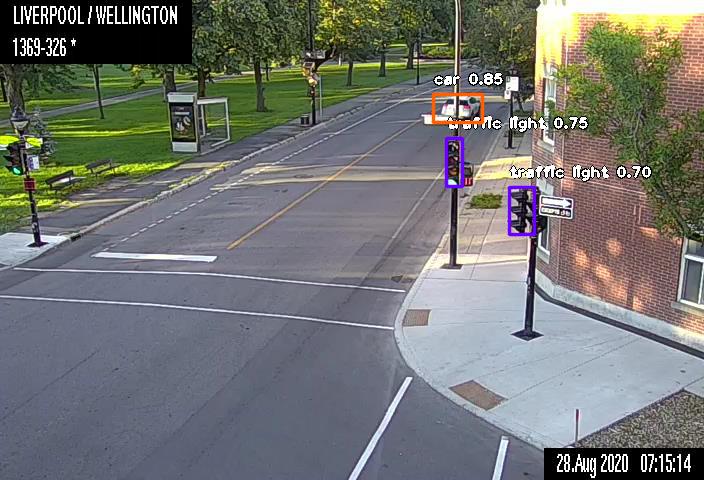 LIVERPOOL / WELLINGTON
1369-326 *
car 0.85
traffic light 0.75
traffic light 0.70
28.Aug 2020 07:15:14